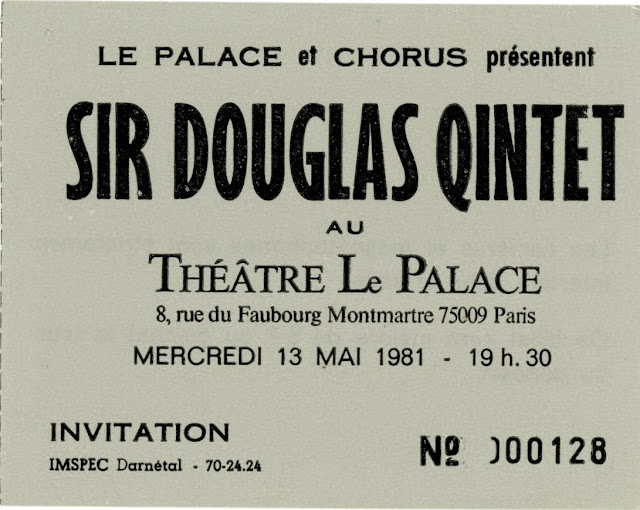 LE PALACE et CHORUS présentent
SIR DOUGLAS QINTET
AU
THÉÂTRE Le PALACE
8, rue du Faubourg Montmartre 75009 Paris
MERCREDI 13 MAI 1981 - 19 h. 30
INVITATION
IMSPEC Darnétal - 70-24.24
Nº 000128